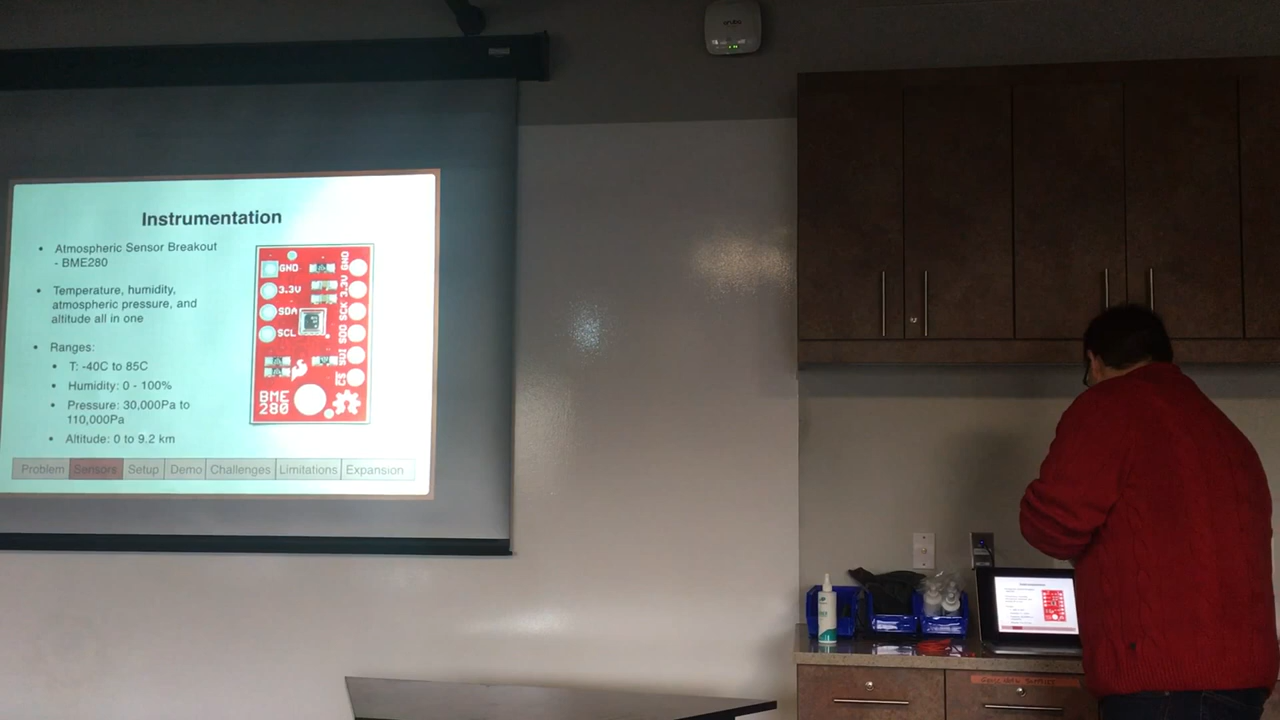 aruba
Instrumentation
• Atmospheric Sensor Breakout
- BME280
• Temperature, humidity,
atmospheric pressure, and
altitude all in one
• Ranges:
• T: -40C to 85C
• Humidity: 0 - 100%
• Pressure: 30,000Pa to
110,000Pa
• Altitude: 0 to 9.2 km
GND
3.3V
SDA
SCL
GND
3.3V
SCK
SDO
SDI
CS
BME
280
Problem Sensors Setup Demo Challenges Limitations Expansion